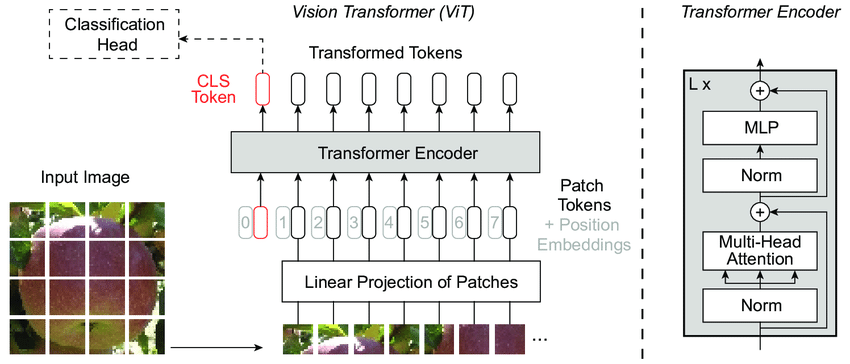 Vision Transformer (ViT)
Transformer Encoder
Classification
Head
Transformed Tokens
CLS
Token
L x
+
MLP
Norm
+
Multi-Head
Attention
Norm
Transformer Encoder
Input Image
Patch
Tokens
+ Position
Embeddings
0 1 2 3 4 5 6 7
Linear Projection of Patches
...